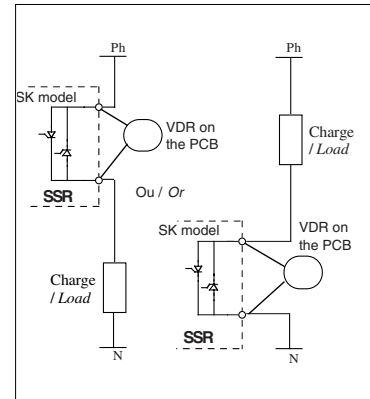 Ph
SK model
VDR on
the PCB
SSR
Charge
/ Load
N
Ou / Or
Ph
Charge
/ Load
SK model
VDR on
the PCB
SSR
N